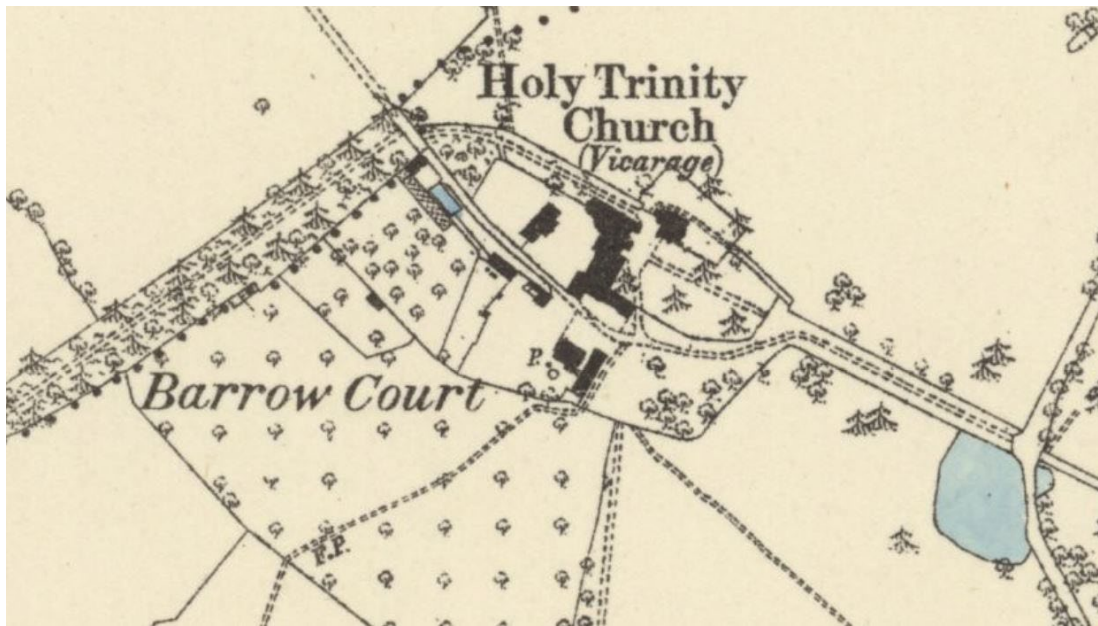 Holy Trinity
Church
(Vicarage)
P.
Barrow Court
F.P.